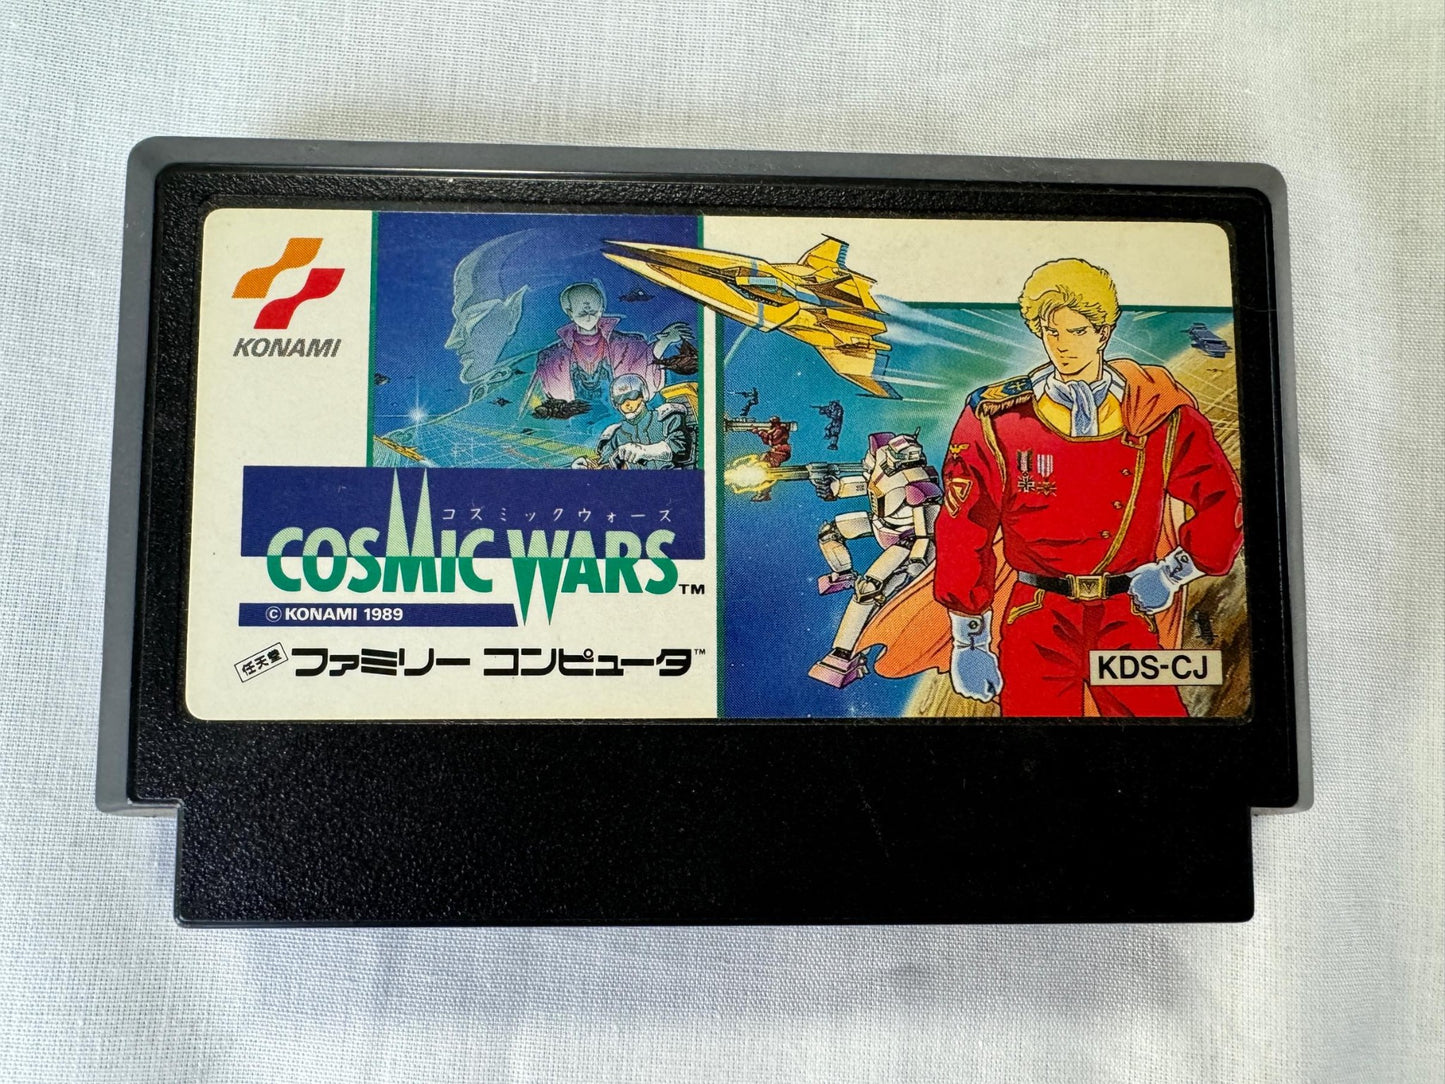 KONAMI
コスミックウォーズ
COSMIC WARS™
© KONAMI 1989
任天堂 ファミリー コンピュータ™
KDS-CJ